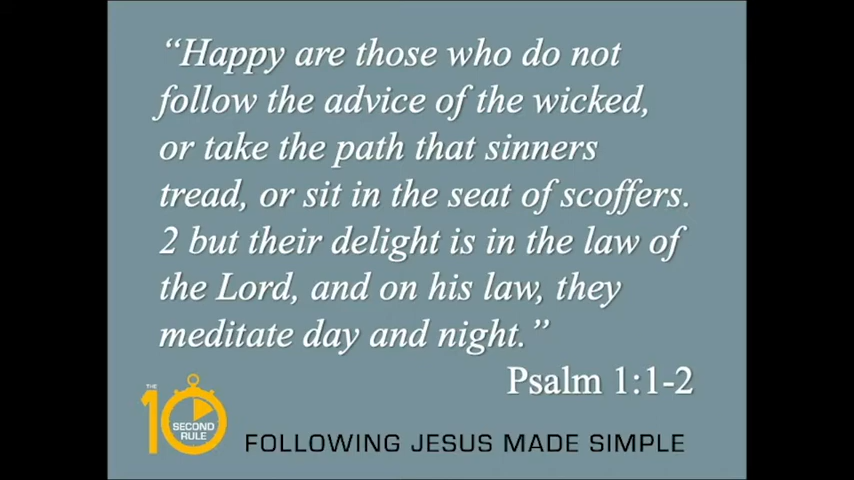 “Happy are those who do not
follow the advice of the wicked,
or take the path that sinners
tread, or sit in the seat of scoffers.
2 but their delight is in the law of
the Lord, and on his law, they
meditate day and night.”
Psalm 1:1-2
THE
10
SECOND
RULE
FOLLOWING JESUS MADE SIMPLE